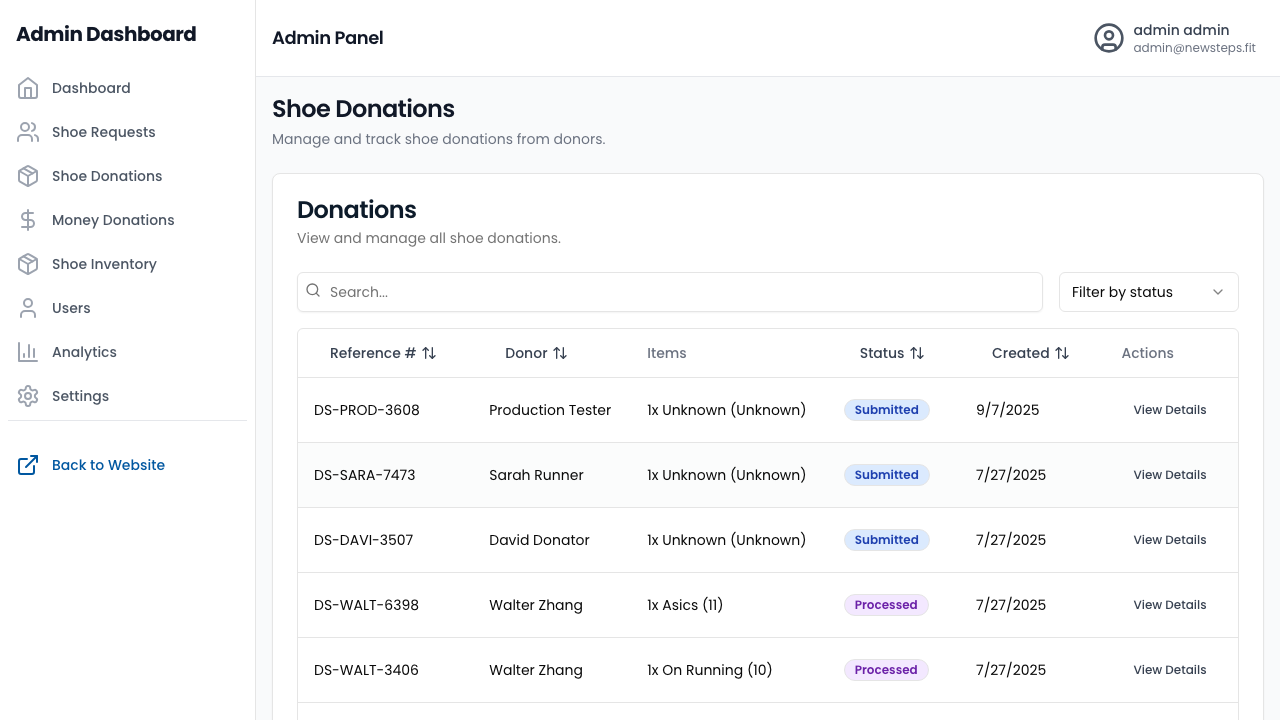 Admin Dashboard
Dashboard
Shoe Requests
Shoe Donations
Money Donations
Shoe Inventory
Users
Analytics
Settings
Back to Website
Admin Panel
admin admin
admin@newsteps.fit
Shoe Donations
Manage and track shoe donations from donors.
Donations
View and manage all shoe donations.
Search...
Filter by status
Reference # Donor Items Status Created Actions
DS-PROD-3608 Production Tester 1x Unknown (Unknown) Submitted 9/7/2025 View Details
DS-SARA-7473 Sarah Runner 1x Unknown (Unknown) Submitted 7/27/2025 View Details
DS-DAVI-3507 David Donator 1x Unknown (Unknown) Submitted 7/27/2025 View Details
DS-WALT-6398 Walter Zhang 1x Asics (11) Processed 7/27/2025 View Details
DS-WALT-3406 Walter Zhang 1x On Running (10) Processed 7/27/2025 View Details